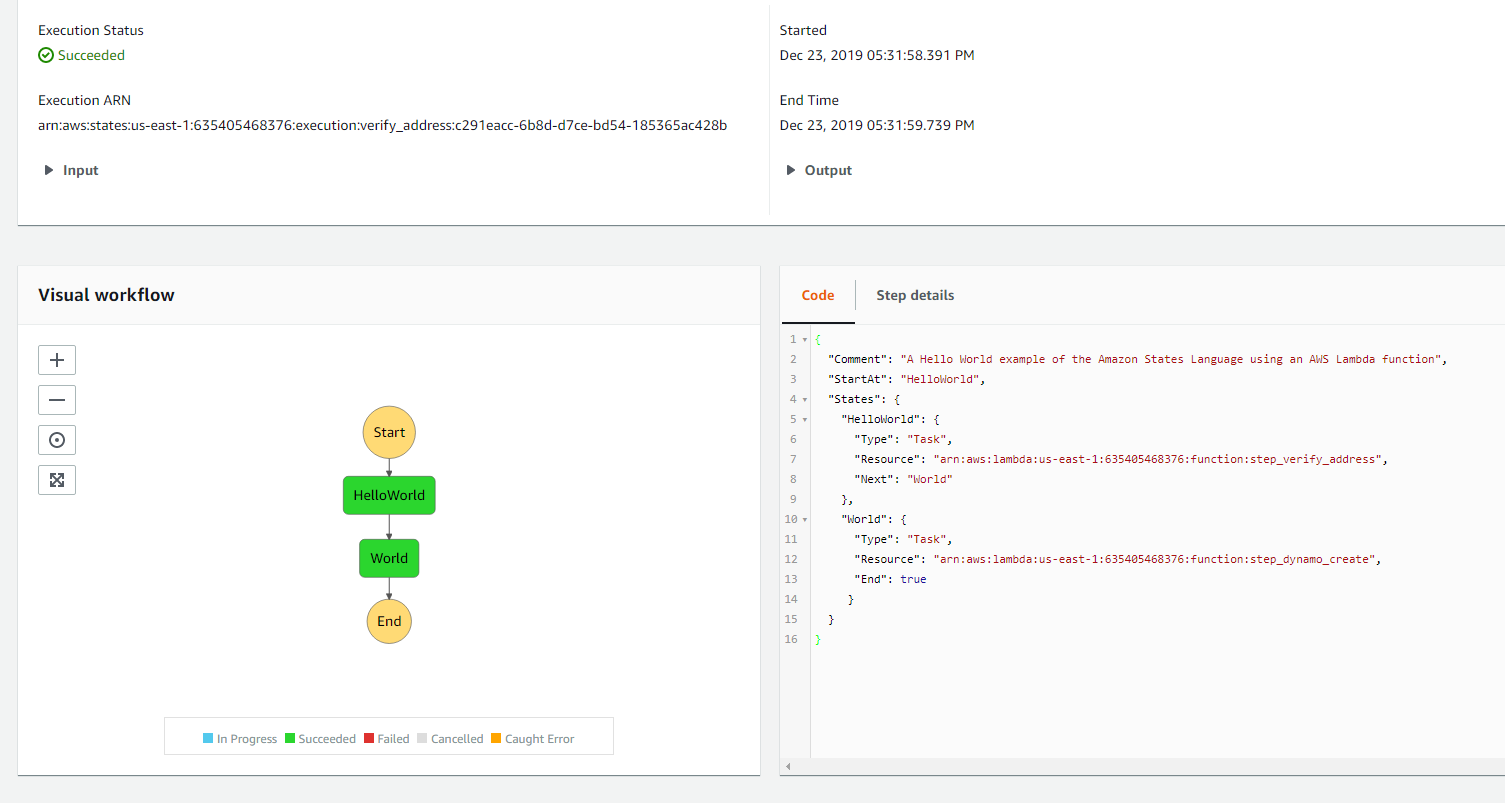 Execution Status
Succeeded
Execution ARN
arn:aws:states:us-east-1:635405468376:execution:verify_address:c291eacc-6b8d-d7ce-bd54-185365ac428b
Input
Started
Dec 23, 2019 05:31:58.391 PM
End Time
Dec 23, 2019 05:31:59.739 PM
Output
Visual workflow
Start
HelloWorld
World
End
In Progress Succeeded Failed Cancelled Caught Error
Code Step details
1 {
2 "Comment": "A Hello World example of the Amazon States Language using an AWS Lambda function",
3 "StartAt": "HelloWorld",
4 "States": {
5 "HelloWorld": {
6 "Type": "Task",
7 "Resource": "arn:aws:lambda:us-east-1:635405468376:function:step_verify_address",
8 "Next": "World"
9 },
10 "World": {
11 "Type": "Task",
12 "Resource": "arn:aws:lambda:us-east-1:635405468376:function:step_dynamo_create",
13 "End": true
14 }
15 }
16 }